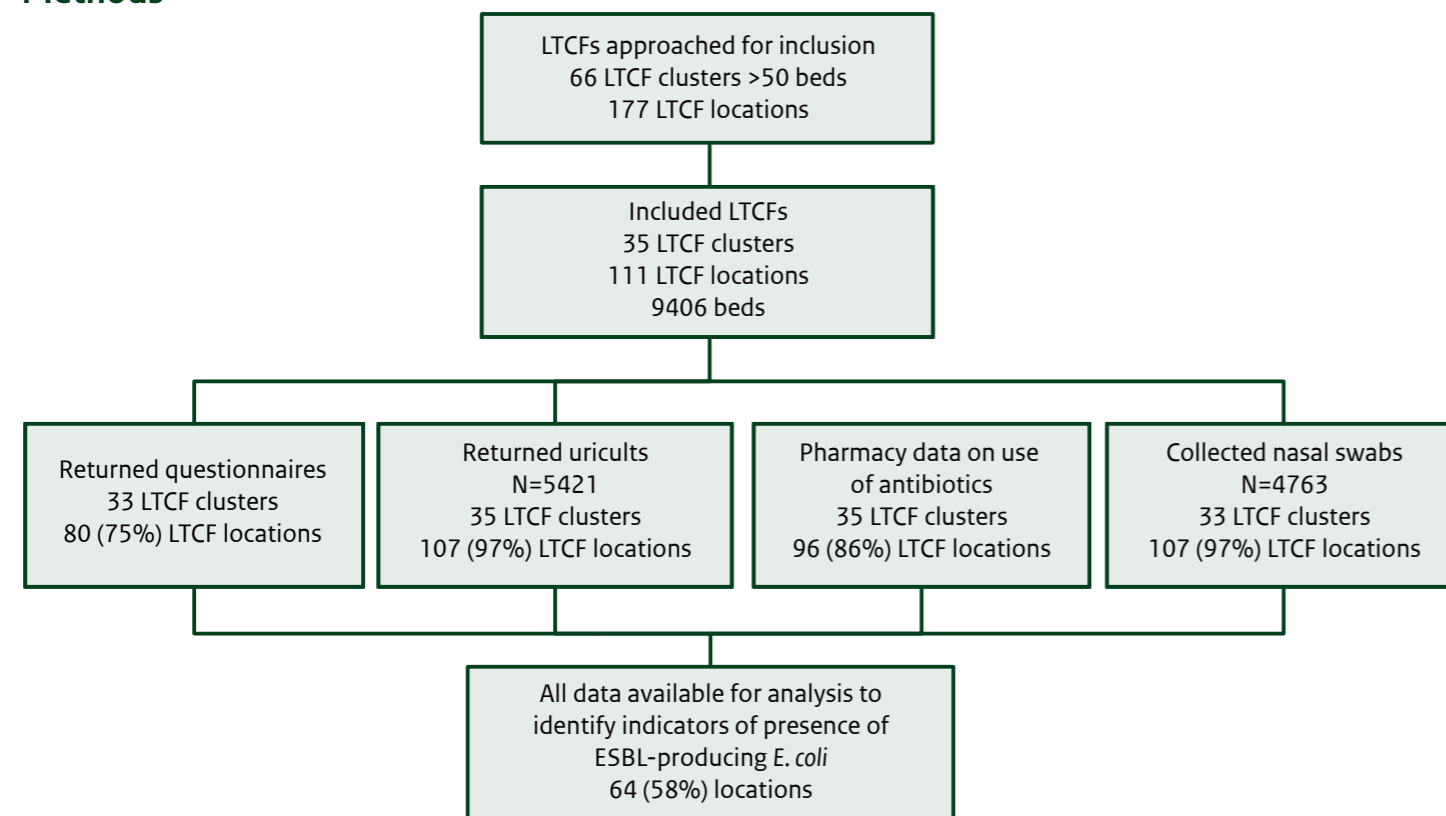 Methods
LTCFs approached for inclusion
66 LTCF clusters >50 beds
177 LTCF locations
Included LTCFs
35 LTCF clusters
111 LTCF locations
9406 beds
Returned questionnaires
33 LTCF clusters
80 (75%) LTCF locations
Returned uricults
N=5421
35 LTCF clusters
107 (97%) LTCF locations
Pharmacy data on use
of antibiotics
35 LTCF clusters
96 (86%) LTCF locations
Collected nasal swabs
N=4763
33 LTCF clusters
107 (97%) LTCF locations
All data available for analysis to
identify indicators of presence of
ESBL-producing E. coli
64 (58%) locations